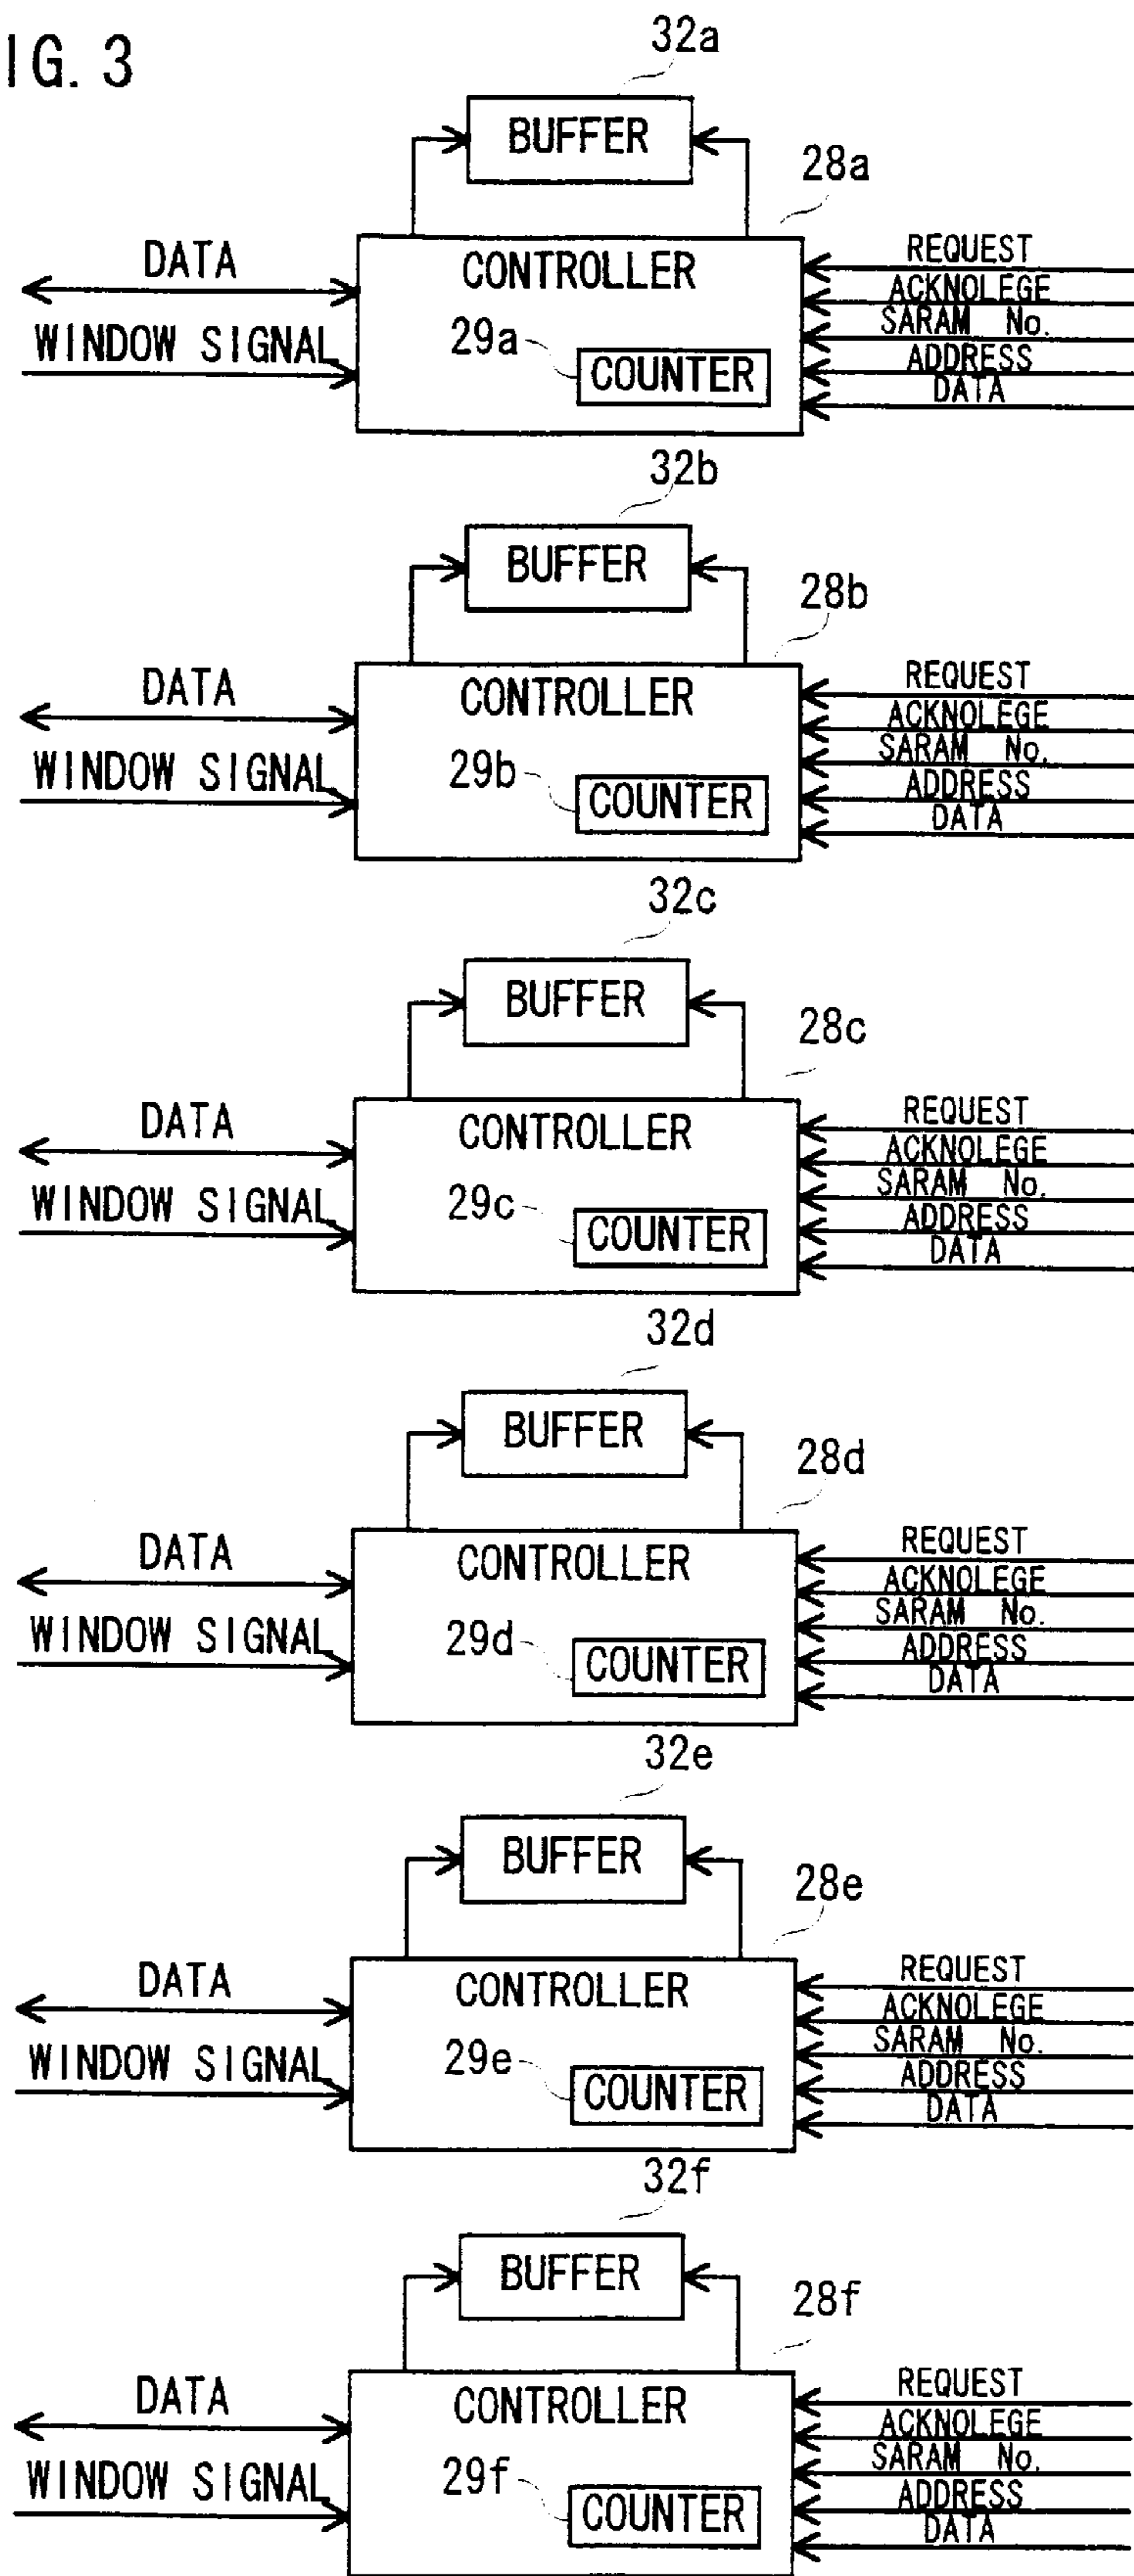 IG. 3
32a
BUFFER
28a
DATA
CONTROLLER
REQUEST
ACKNOLEGE
SARAM No.
WINDOW SIGNAL
29a
COUNTER
ADDRESS
DATA
32b
BUFFER
28b
DATA
CONTROLLER
REQUEST
ACKNOLEGE
SARAM No.
WINDOW SIGNAL
29b
COUNTER
ADDRESS
DATA
32c
BUFFER
28c
DATA
CONTROLLER
REQUEST
ACKNOLEGE
SARAM No.
WINDOW SIGNAL
29c
COUNTER
ADDRESS
DATA
32d
BUFFER
28d
DATA
CONTROLLER
REQUEST
ACKNOLEGE
SARAM No.
WINDOW SIGNAL
29d
COUNTER
ADDRESS
DATA
32e
BUFFER
28e
DATA
CONTROLLER
REQUEST
ACKNOLEGE
SARAM No.
WINDOW SIGNAL
29e
COUNTER
ADDRESS
DATA
32f
BUFFER
28f
DATA
CONTROLLER
REQUEST
ACKNOLEGE
SARAM No.
WINDOW SIGNAL
29f
COUNTER
ADDRESS
DATA